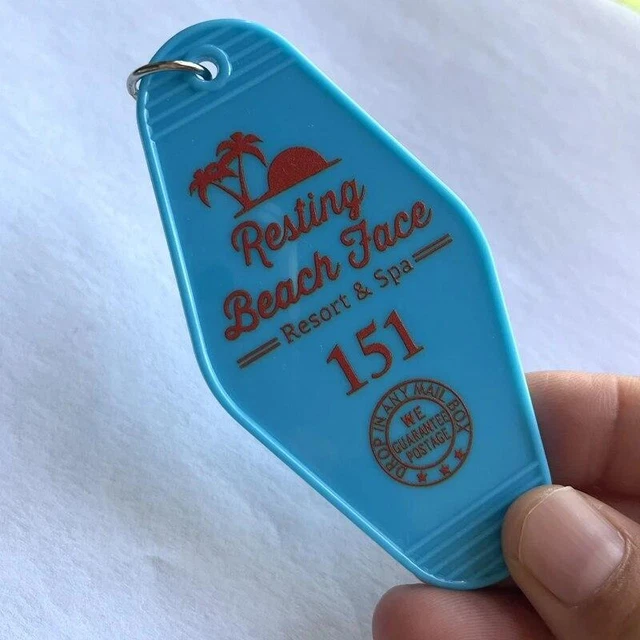 Resting
Beach Face
Resort & Spa
151
DROP IN ANY MAIL BOX
WE
GUARANTEE
POSTAGE